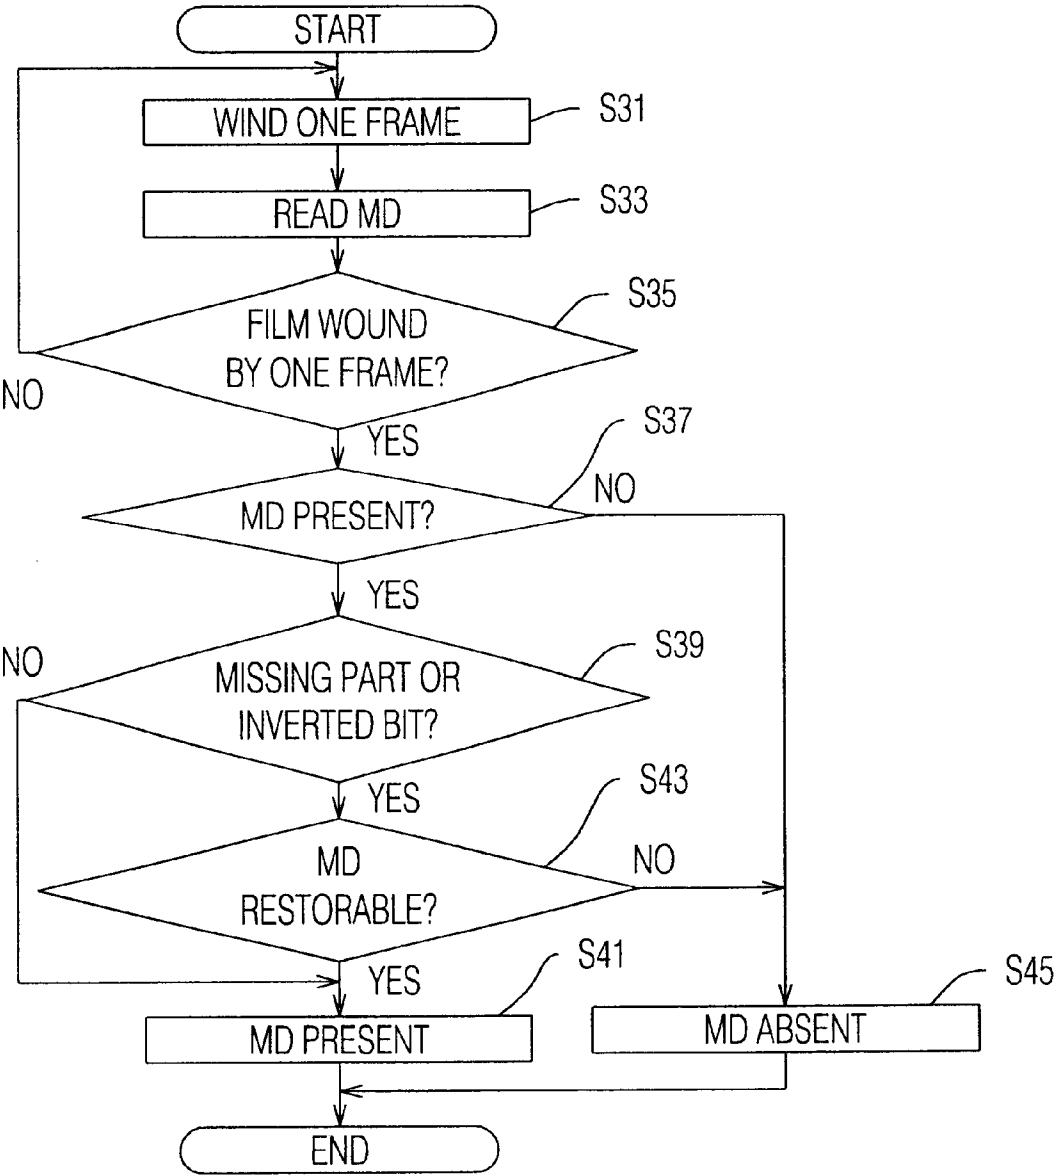 START
WIND ONE FRAME
S31
READ MD
S33
FILM WOUND
BY ONE FRAME?
S35
NO
YES
S37
MD PRESENT?
NO
YES
NO
S39
MISSING PART OR
INVERTED BIT?
YES
S43
MD
RESTORABLE?
NO
YES
S41
S45
MD PRESENT
MD ABSENT
END